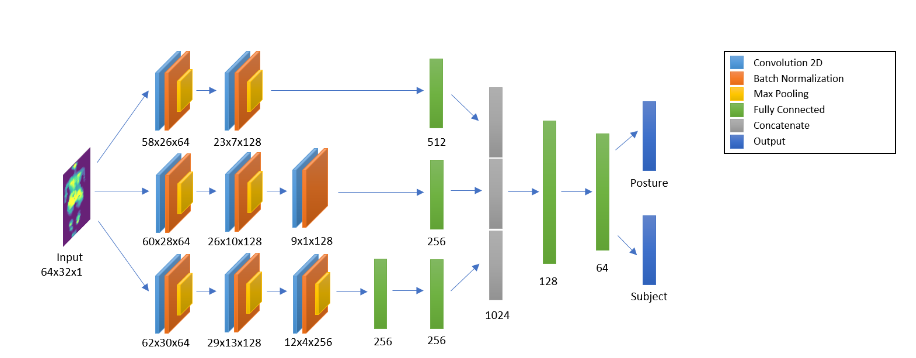 Convolution 2D
Batch Normalization
Max Pooling
Fully Connected
Concatenate
Output
58x26x64
23x7x128
512
Posture
60x28x64
26x10x128
9x1x128
256
Input
64x32x1
128
64
Subject
1024
62x30x64
29x13x128
12x4x256
256
256